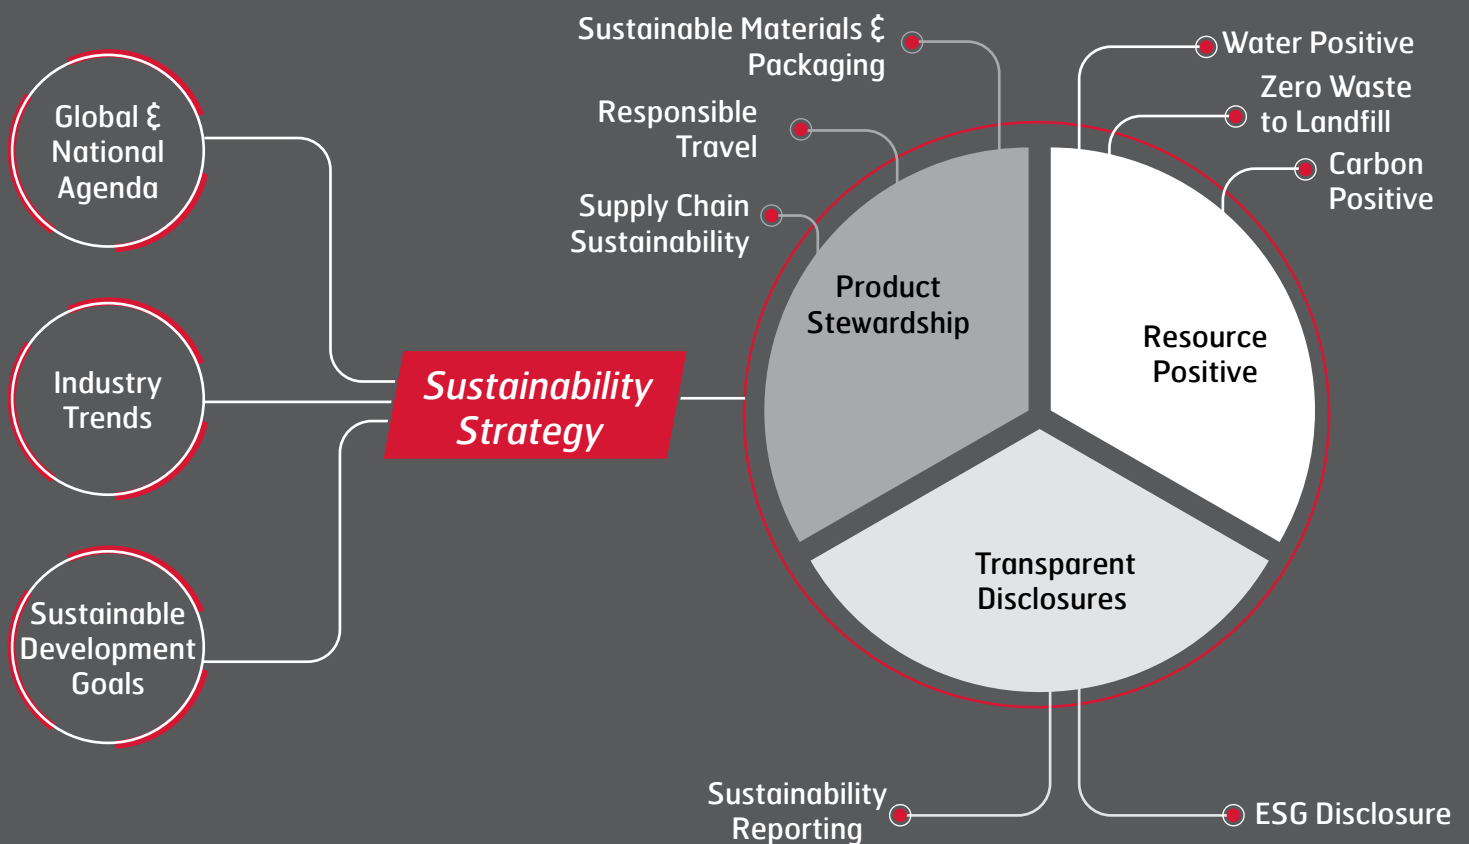 Global &
National
Agenda
Industry
Trends
Sustainable
Development
Goals
Sustainability
Strategy
Sustainable Materials &
Packaging
Responsible
Travel
Supply Chain
Sustainability
Product
Stewardship
Water Positive
Zero Waste
to Landfill
Carbon
Positive
Resource
Positive
Transparent
Disclosures
Sustainability
Reporting
ESG Disclosure